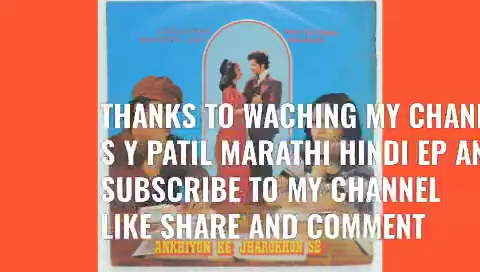 THANKS TO WACHING MY CHAN
S Y PATIL MARATHI HINDI EP AN
SUBSCRIBE TO MY CHANNEL
LIKE SHARE AND COMMENT
ANKHIYON KE JHAROKHON SE